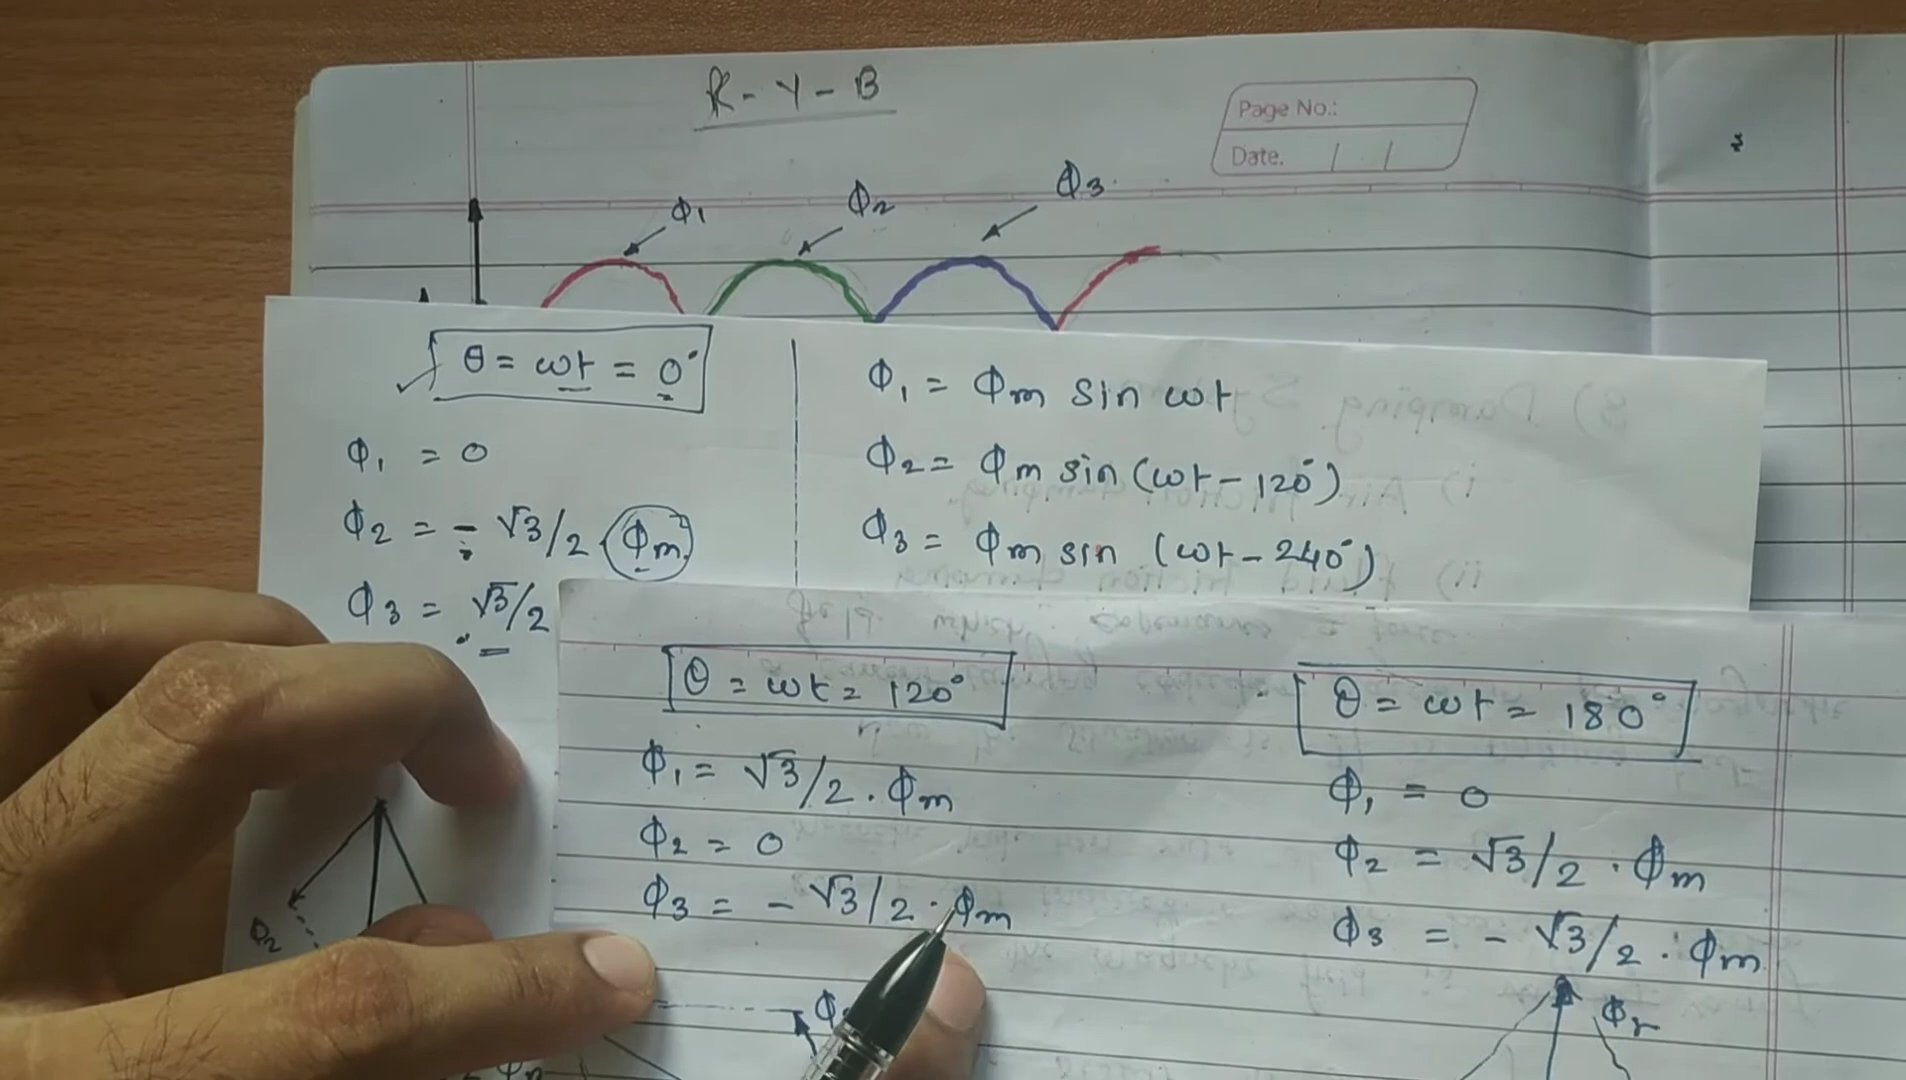 R - Y - B
Page No.:
Date.
ϕ1
ϕ2
ϕ3
θ = ωt = 0°
ϕ1 = 0
ϕ2 = - √3/2 ϕm
ϕ3 = √3/2
ϕ1 = ϕm sin ωt
ϕ2 = ϕm sin (ωt - 120°)
ϕ3 = ϕm sin (ωt - 240°)
θ = ωt = 120°
ϕ1 = √3/2 . ϕm
ϕ2 = 0
ϕ3 = - √3/2 . ϕm
θ = ωt = 180°
ϕ1 = 0
ϕ2 = √3/2 . ϕm
ϕ3 = - √3/2 . ϕm
ϕ2
ϕr